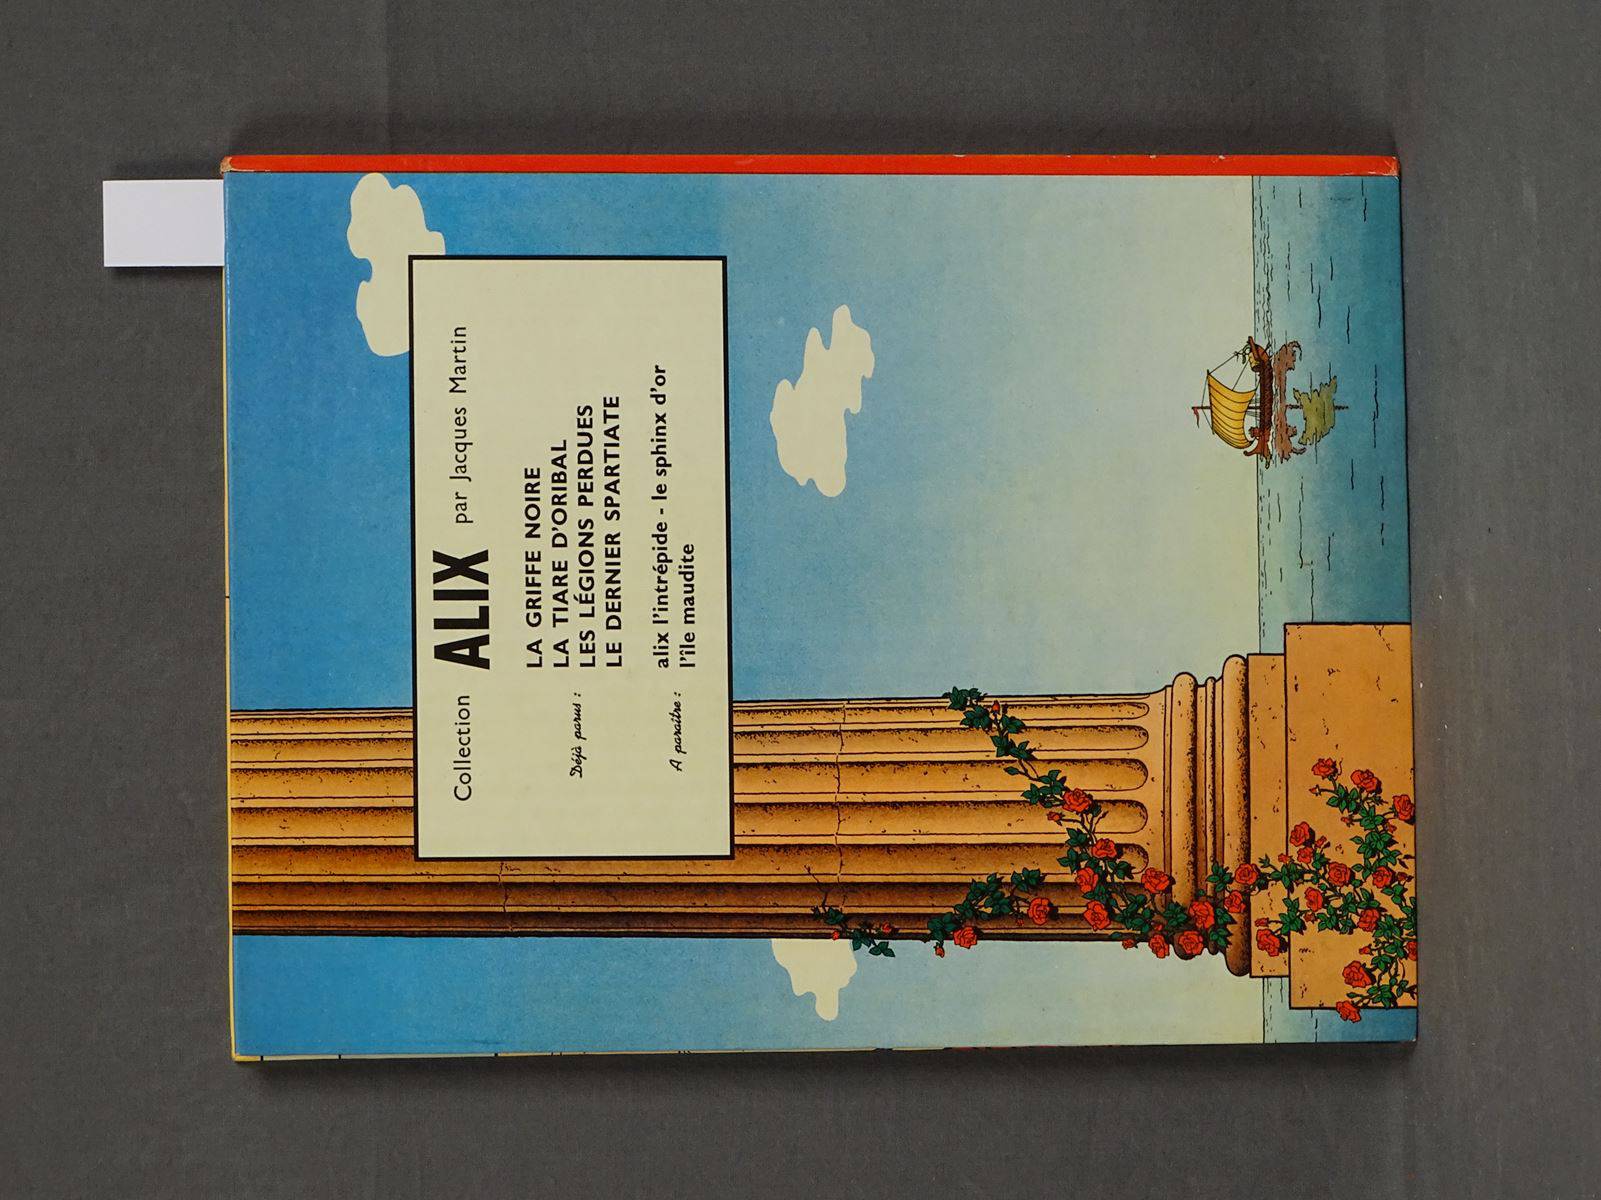 Collection ALIX par Jacques Martin
Déjà parus :
LA GRIFFE NOIRE
LA TIARE D'ORIBAL
LES LÉGIONS PERDUES
LE DERNIER SPARTIATE
A paraître :
alix l'intrépide - le sphinx d'or
l'île maudite